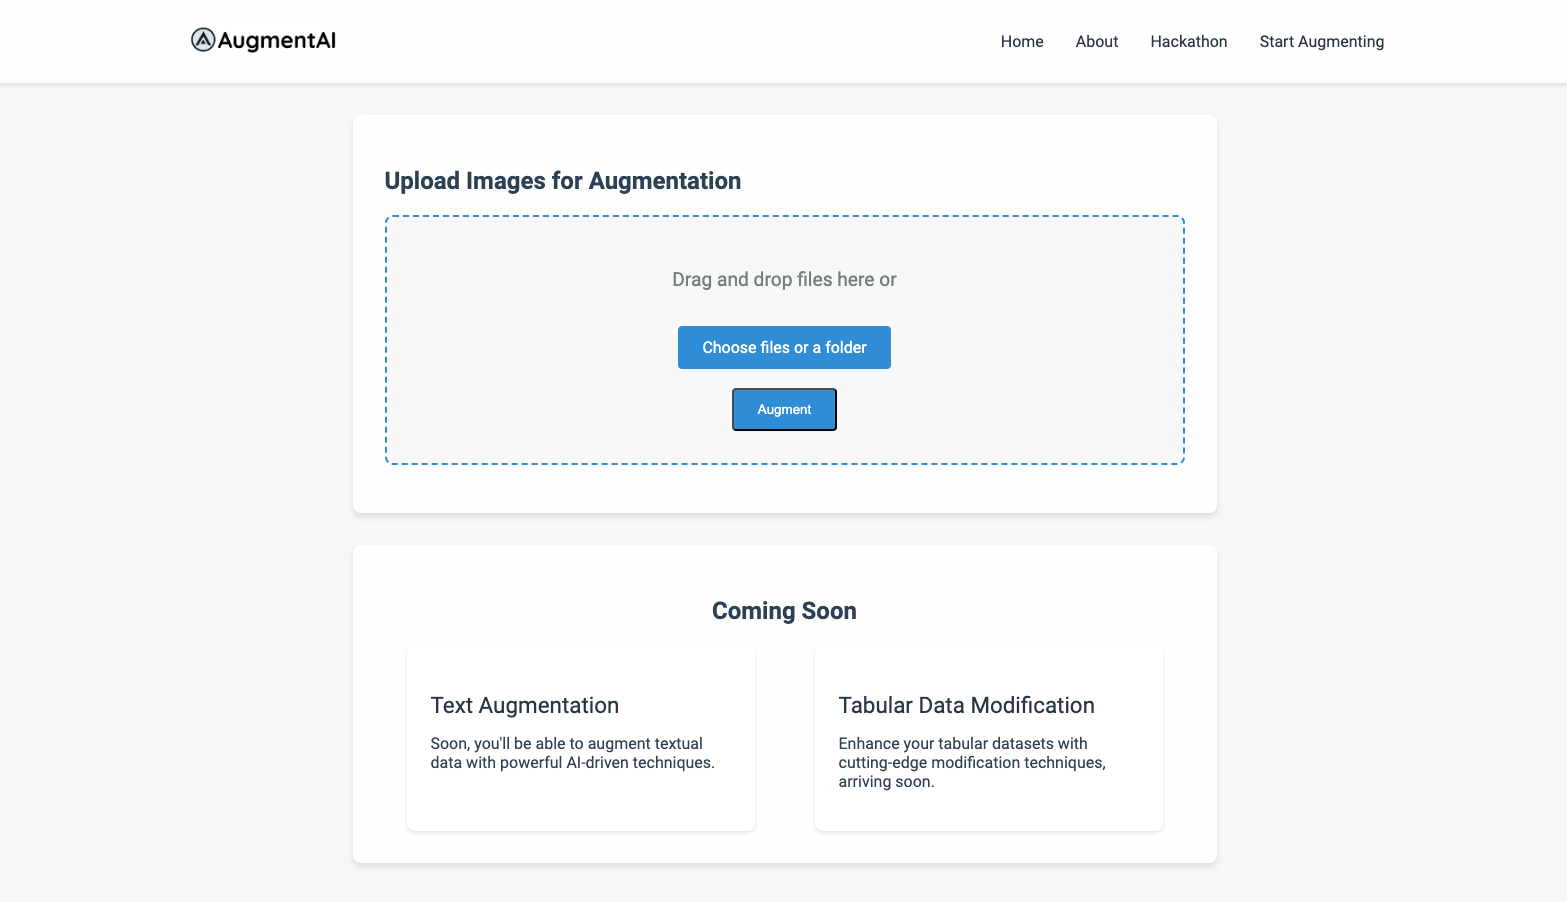 AugmentAI
Home About Hackathon Start Augmenting
Upload Images for Augmentation
Drag and drop files here or
Choose files or a folder
Augment
Coming Soon
Text Augmentation
Soon, you'll be able to augment textual
data with powerful AI-driven techniques.
Tabular Data Modification
Enhance your tabular datasets with
cutting-edge modification techniques,
arriving soon.